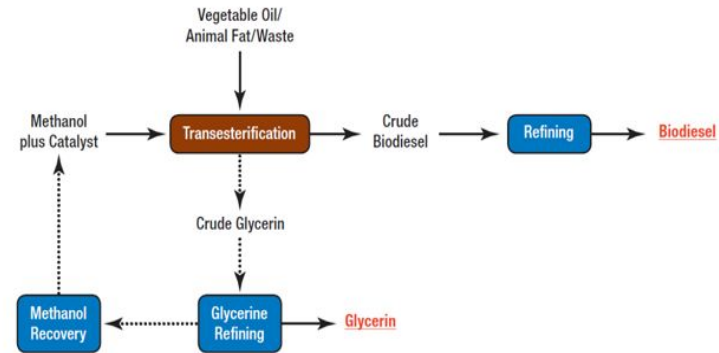 Vegetable Oil/
Animal Fat/Waste
Methanol
plus Catalyst
Transesterification
Crude
Biodiesel
Refining
Biodiesel
Crude Glycerin
Methanol
Recovery
Glycerine
Refining
Glycerin